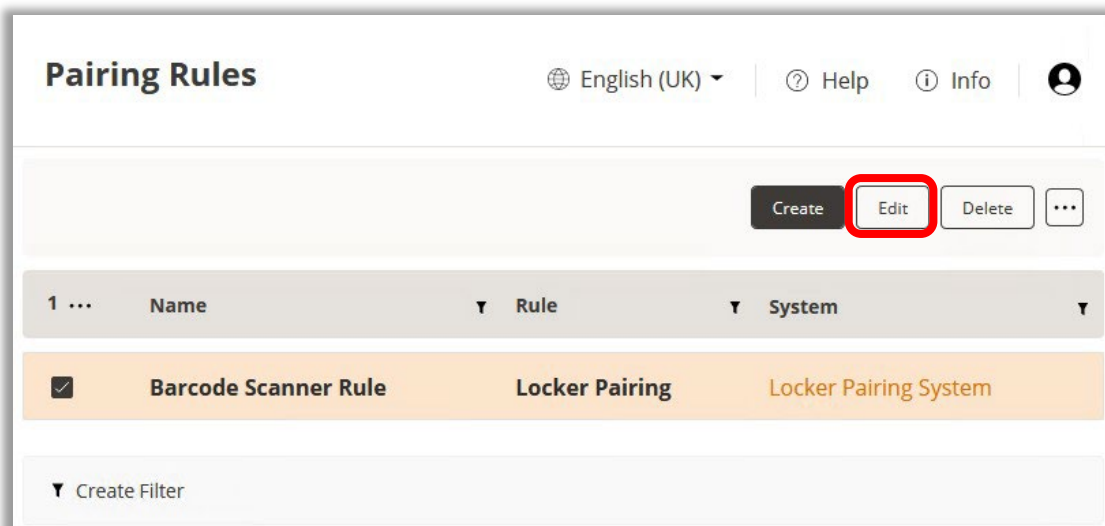 Pairing Rules
English (UK)
Help
Info
Create
Edit
Delete
...
1 ...
Name
Rule
System
Barcode Scanner Rule
Locker Pairing
Locker Pairing System
Create Filter